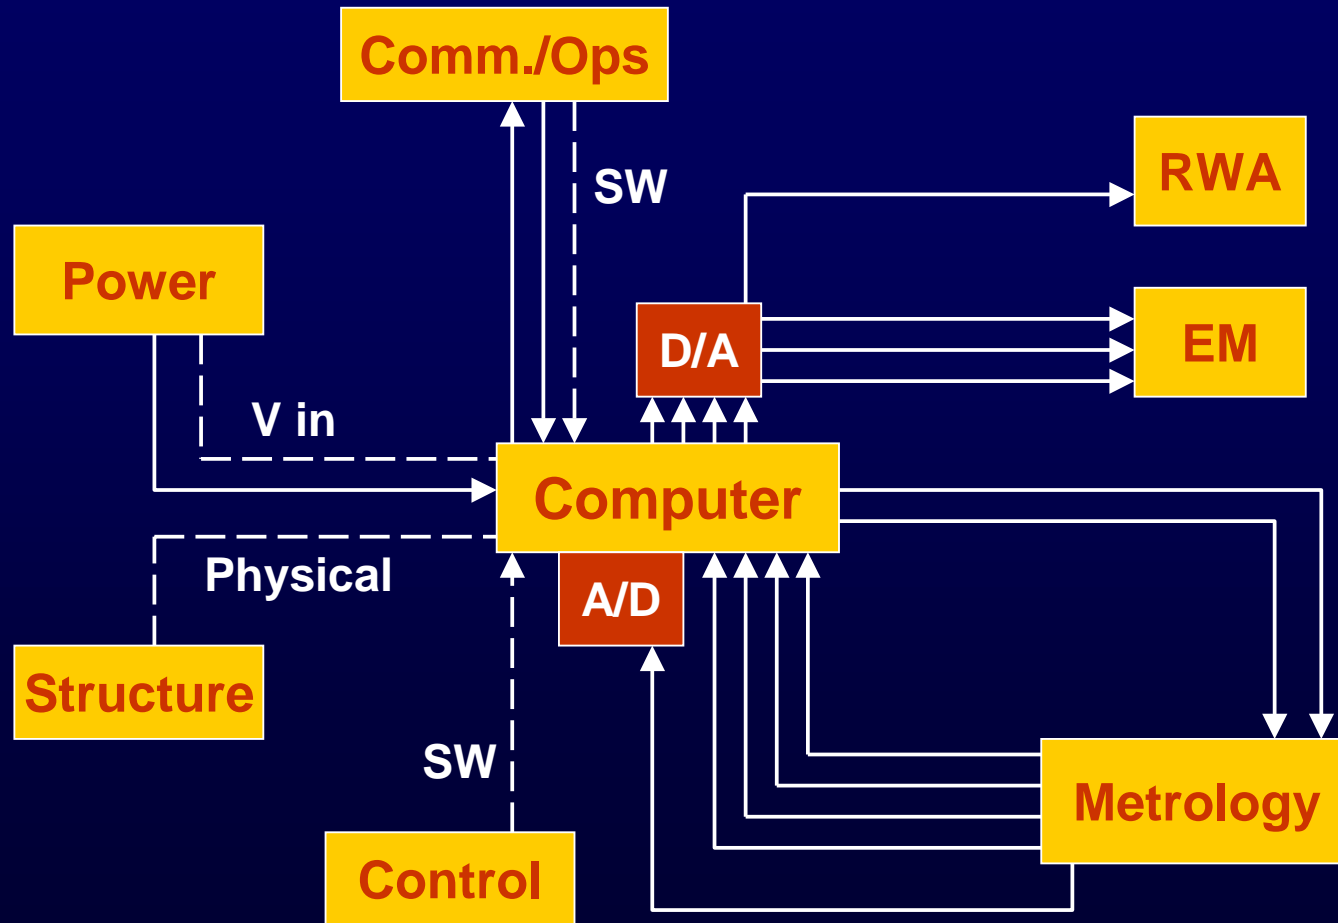 Comm./Ops
RWA
SW
Power
D/A
EM
V in
Computer
Physical
A/D
Structure
SW
Metrology
Control